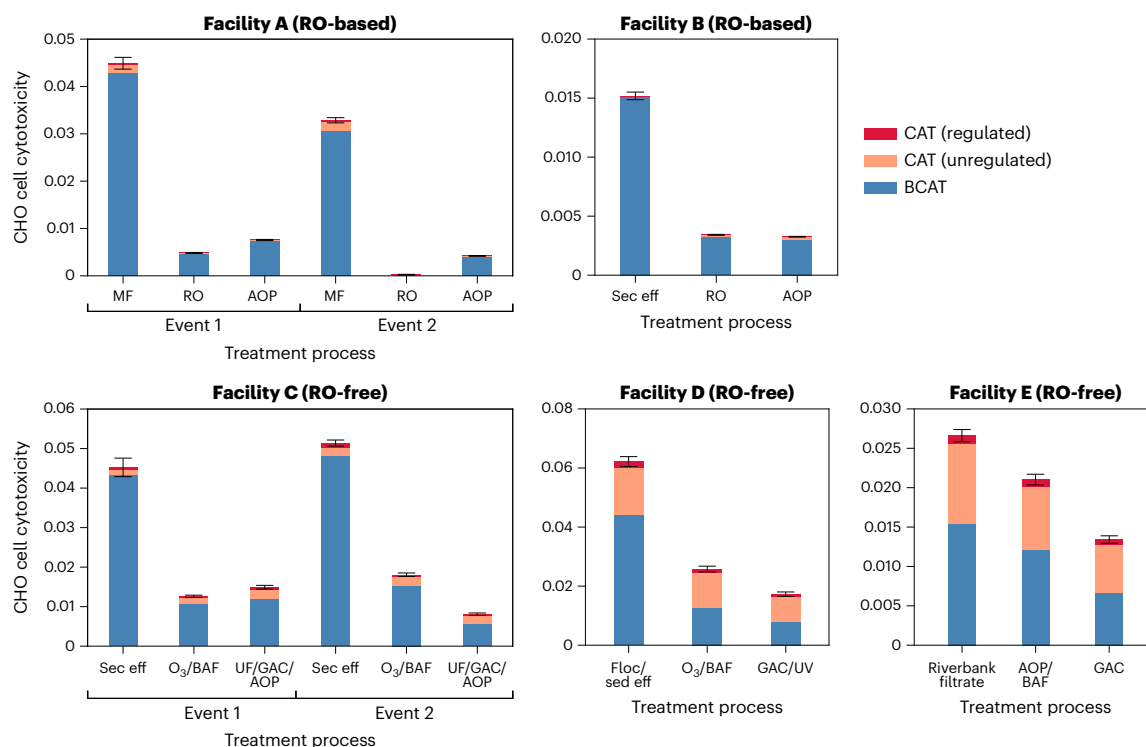 Facility A (RO-based)
CHO cell cytotoxicity
0.05
0.04
0.03
0.02
0.01
0
MF RO AOP MF RO AOP
Event 1 Event 2
Treatment process
Facility B (RO-based)
0.020
0.015
0.010
0.005
0
Sec eff RO AOP
Treatment process
CAT (regulated)
CAT (unregulated)
BCAT
Facility C (RO-free)
CHO cell cytotoxicity
0.06
0.05
0.04
0.03
0.02
0.01
0
Sec eff O₃/BAF UF/GAC/ Sec eff O₃/BAF UF/GAC/
AOP AOP
Event 1 Event 2
Treatment process
Facility D (RO-free)
0.08
0.06
0.04
0.02
0
Floc/ O₃/BAF GAC/UV
sed eff
Treatment process
Facility E (RO-free)
0.030
0.025
0.020
0.015
0.010
0.005
0
Riverbank AOP/ GAC
filtrate BAF
Treatment process